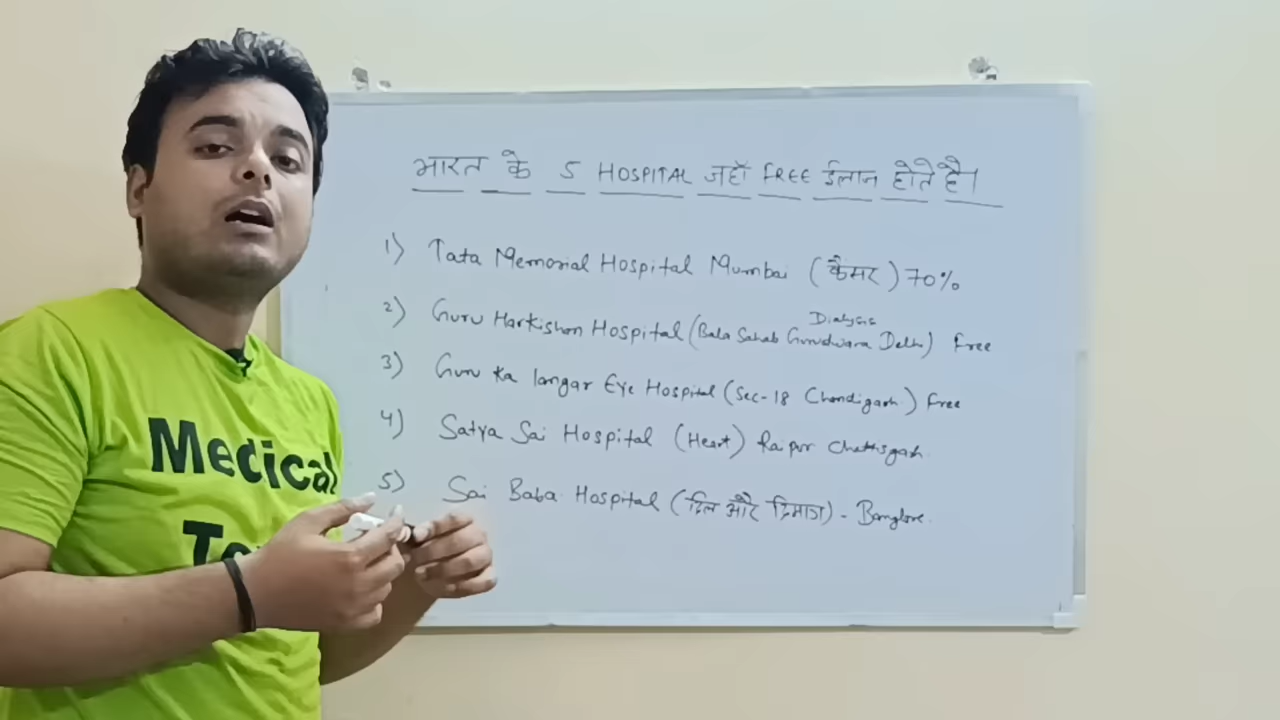 भारत के 5 HOSPITAL जहाँ FREE ईलाज होते है।
1) Tata Memorial Hospital Mumbai (कैंसर) 70%
Dialysis
2) Guru Harkishan Hospital (Bala Sahab Gurudwara Delhi) Free
3) Guru Ka langar Eye Hospital (Sec-18 Chandigarh) Free
4) Satya Sai Hospital (Heart) Raipur Chattisgarh
5) Sai Baba Hospital (दिल और दिमाग) - Banglore.
Medical